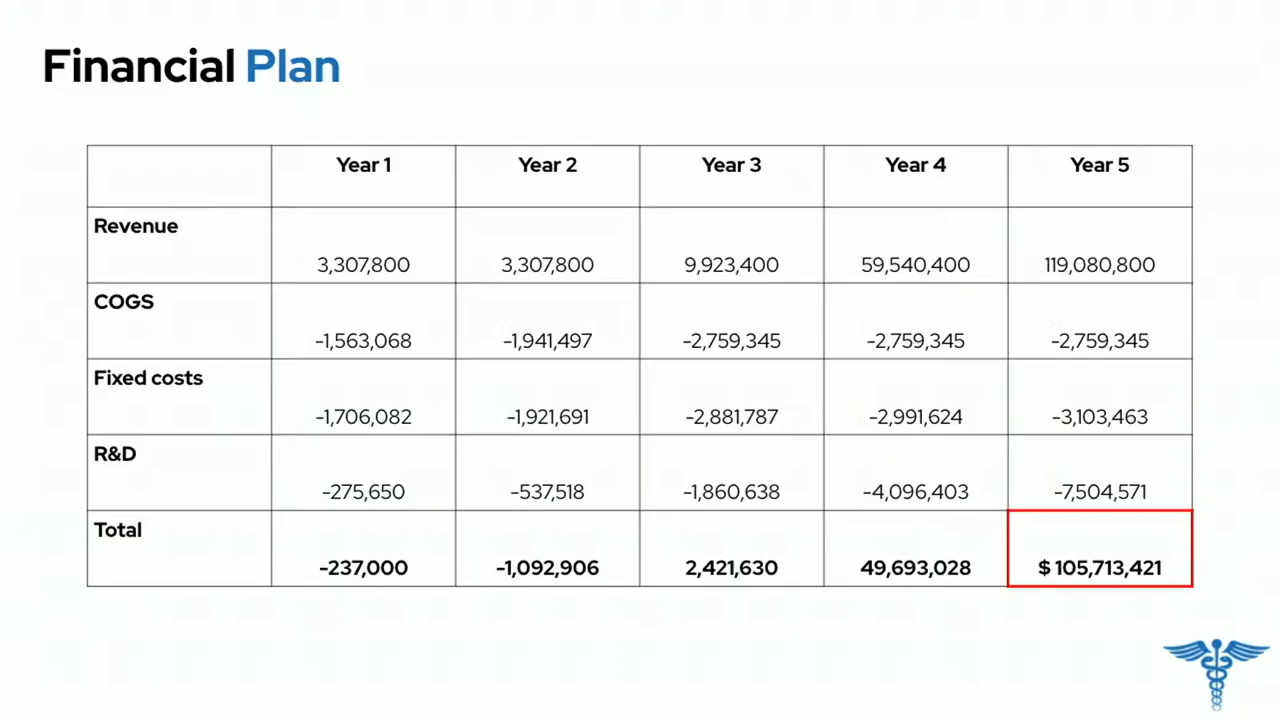 Financial Plan
Year 1 Year 2 Year 3 Year 4 Year 5
Revenue
3,307,800 3,307,800 9,923,400 59,540,400 119,080,800
COGS
-1,563,068 -1,941,497 -2,759,345 -2,759,345 -2,759,345
Fixed costs
-1,706,082 -1,921,691 -2,881,787 -2,991,624 -3,103,463
R&D
-275,650 -537,518 -1,860,638 -4,096,403 -7,504,571
Total
-237,000 -1,092,906 2,421,630 49,693,028 $ 105,713,421